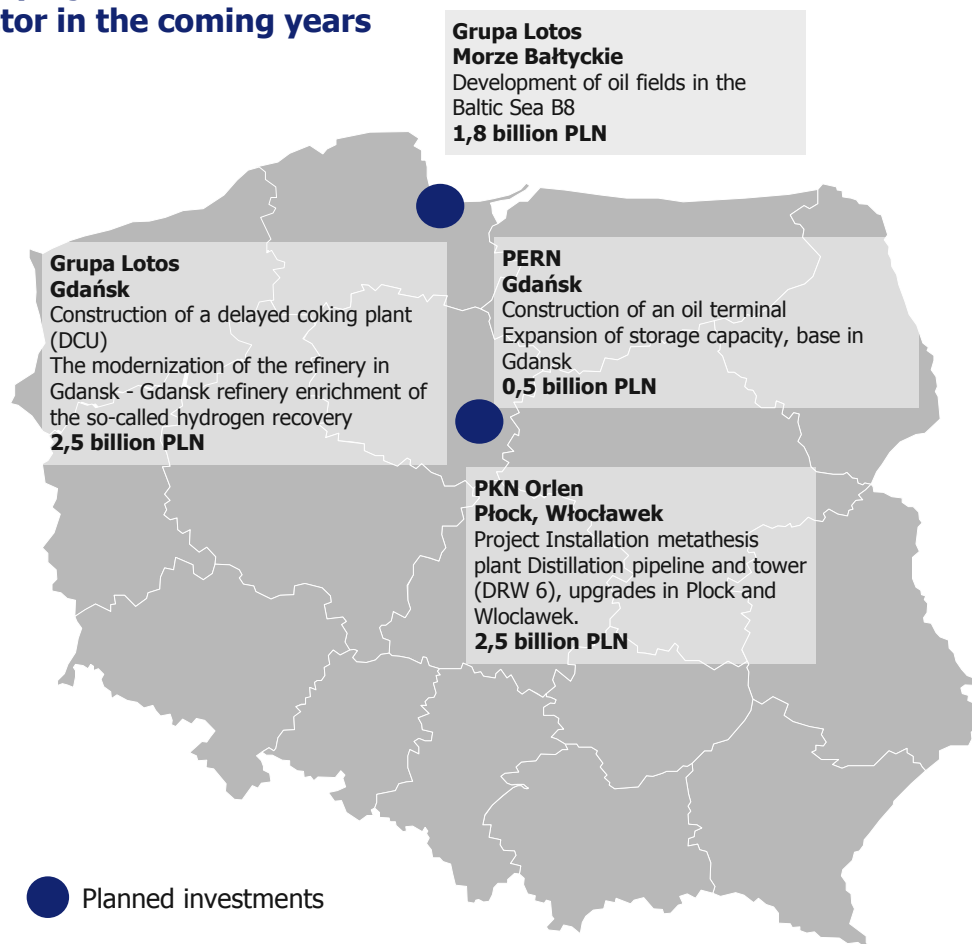 tor in the coming years
Grupa Lotos
Morze Bałtyckie
Development of oil fields in the
Baltic Sea B8
1,8 billion PLN
Grupa Lotos
Gdańsk
Construction of a delayed coking plant
(DCU)
The modernization of the refinery in
Gdansk - Gdansk refinery enrichment of
the so-called hydrogen recovery
2,5 billion PLN
PERN
Gdańsk
Construction of an oil terminal
Expansion of storage capacity, base in
Gdansk
0,5 billion PLN
PKN Orlen
Płock, Włocławek
Project Installation metathesis
plant Distillation pipeline and tower
(DRW 6), upgrades in Plock and
Wloclawek.
2,5 billion PLN
Planned investments